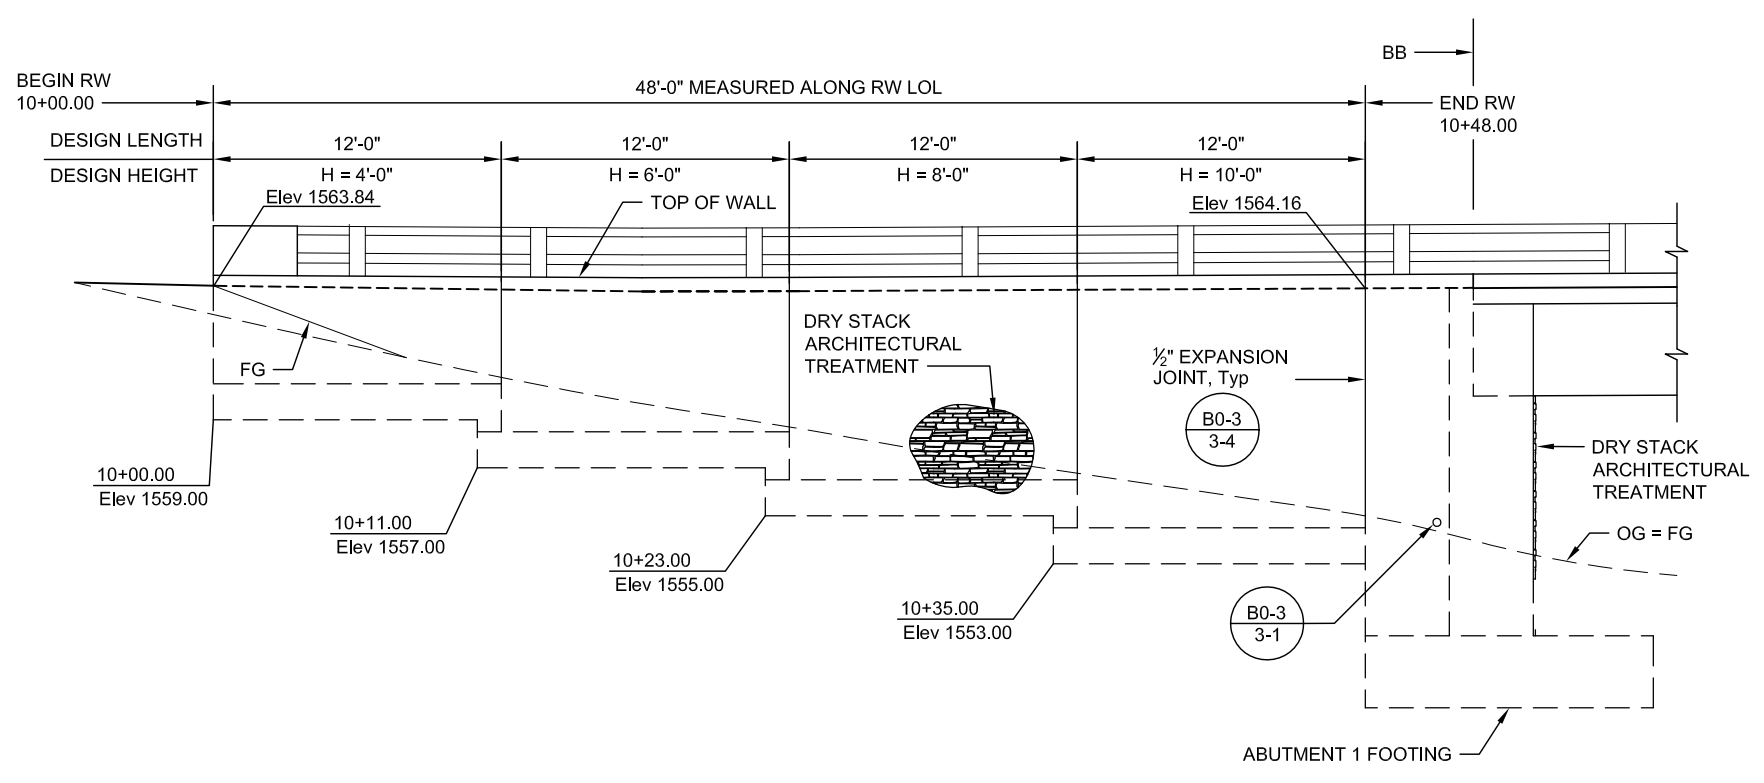 BB
BEGIN RW
10+00.00
48'-0" MEASURED ALONG RW LOL
END RW
10+48.00
DESIGN LENGTH
12'-0"
12'-0"
12'-0"
12'-0"
DESIGN HEIGHT
H = 4'-0"
H = 6'-0"
H = 8'-0"
H = 10'-0"
Elev 1563.84
TOP OF WALL
Elev 1564.16
DRY STACK
ARCHITECTURAL
TREATMENT
FG
½" EXPANSION
JOINT, Typ
B0-3
3-4
DRY STACK
ARCHITECTURAL
TREATMENT
10+00.00
Elev 1559.00
10+11.00
Elev 1557.00
OG = FG
10+23.00
Elev 1555.00
10+35.00
Elev 1553.00
B0-3
3-1
ABUTMENT 1 FOOTING